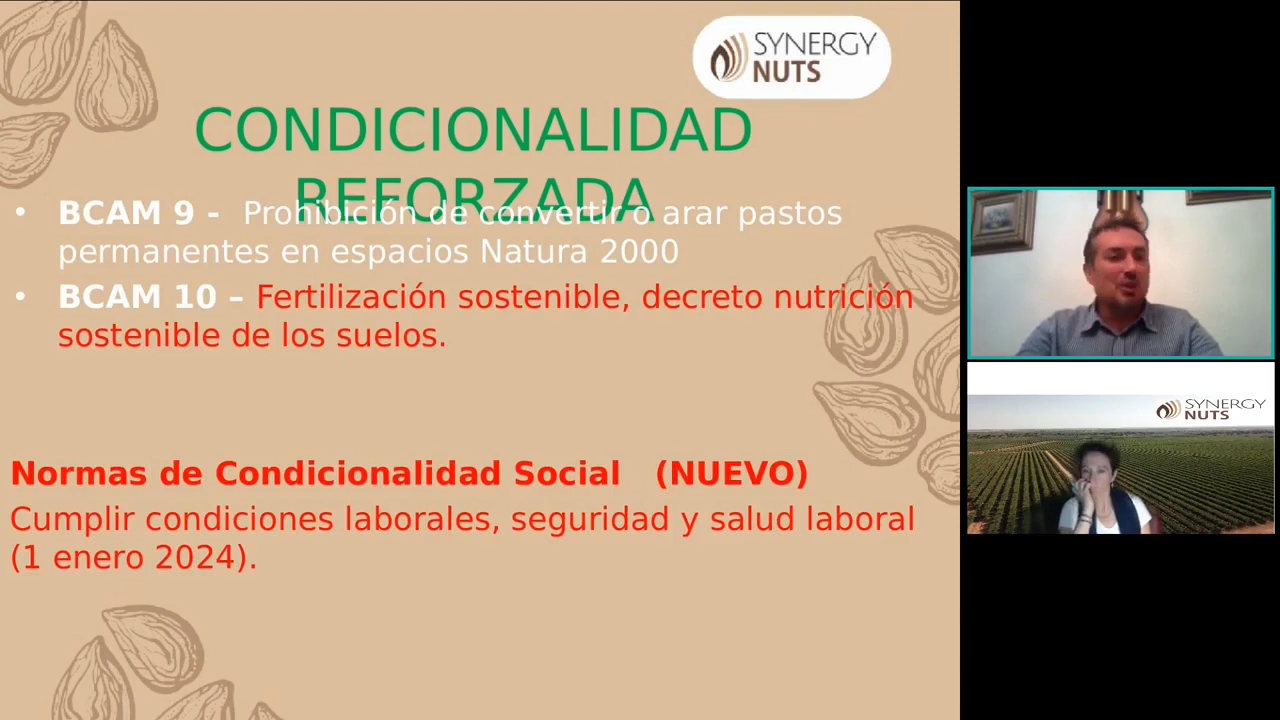 SYNERGY
NUTS
CONDICIONALIDAD
REFORZADA
• BCAM 9 - Prohibición de convertir o arar pastos
permanentes en espacios Natura 2000
• BCAM 10 – Fertilización sostenible, decreto nutrición
sostenible de los suelos.
Normas de Condicionalidad Social (NUEVO)
Cumplir condiciones laborales, seguridad y salud laboral
(1 enero 2024).
SYNERGY
NUTS